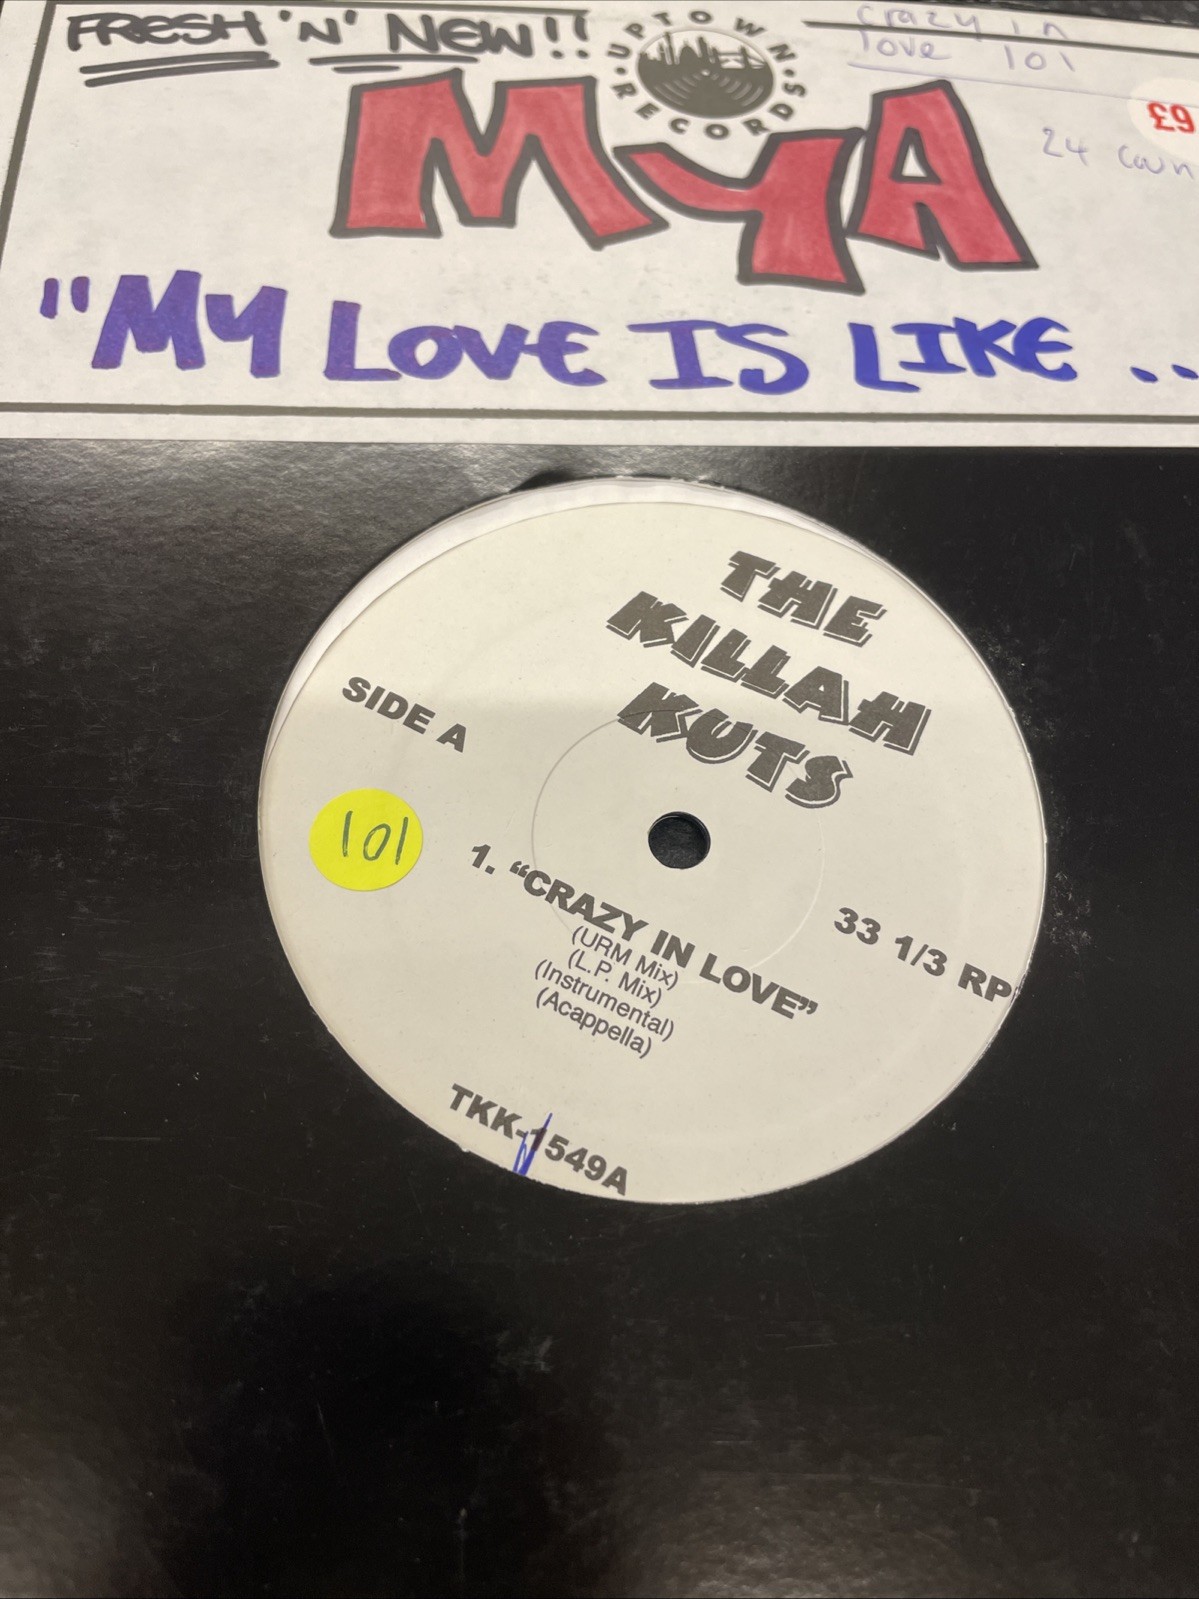 FRESH 'N' NEW!!
UPTOWN RECORDS
crazy in
love 101
£9
24 coun
MYA
"MY LOVE IS LIKE ..
THE
KILLAH
KUTS
SIDE A
101
33 1/3 RP
1. “CRAZY IN LOVE”
(URM Mix)
(L.P. Mix)
(Instrumental)
(Acappella)
TKK-1549A